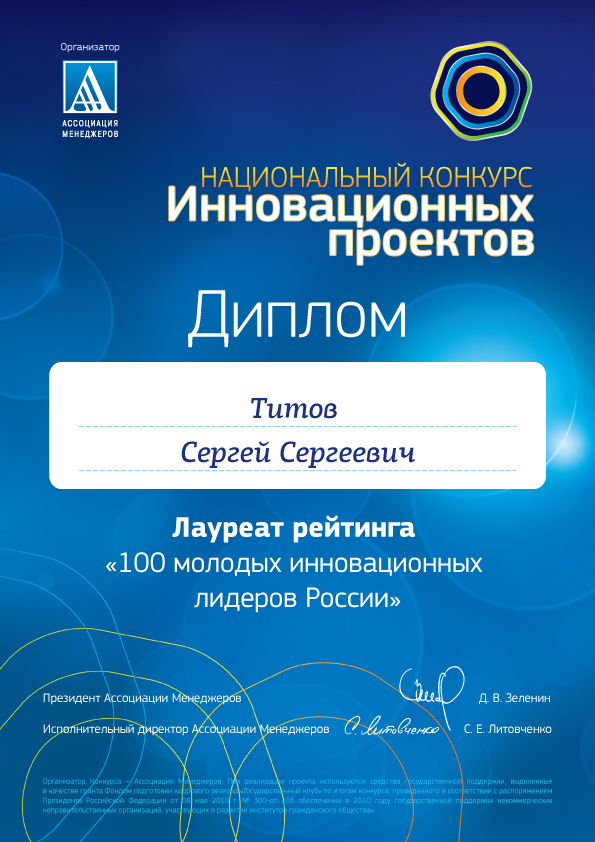 Организатор
АССОЦИАЦИЯ
МЕНЕДЖЕРОВ
НАЦИОНАЛЬНЫЙ КОНКУРС
Инновационных
проектов
Диплом
Титов
Сергей Сергеевич
Лауреат рейтинга
«100 молодых инновационных
лидеров России»
Президент Ассоциации Менеджеров Д. В. Зеленин
Исполнительный директор Ассоциации Менеджеров С. Литовченко С. Е. Литовченко
Организатор Конкурса – Ассоциация Менеджеров. При реализации проекта используются средства государственной поддержки, выделенные
в качестве гранта Фондом подготовки кадрового резерва «Государственный клуб» по итогам конкурса, проведенного в соответствии с распоряжением
Президента Российской Федерации от 08 мая 2010 г. № 300-рп «Об обеспечении в 2010 году государственной поддержки некоммерческих
неправительственных организаций, участвующих в развитии институтов гражданского общества».